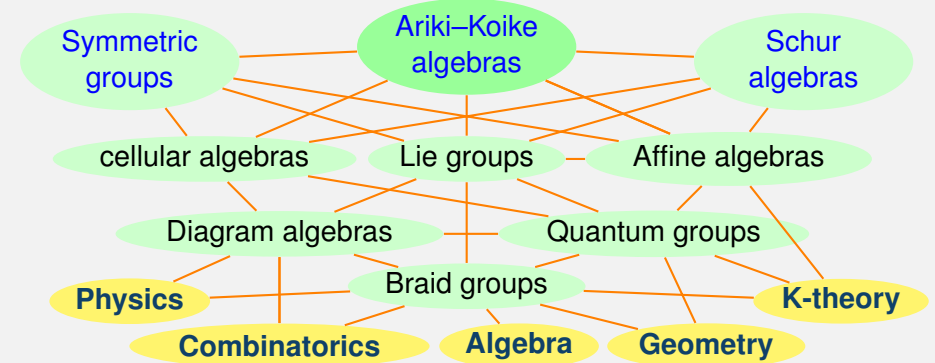 Symmetric
groups
Ariki–Koike
algebras
Schur
algebras
cellular algebras
Lie groups
Affine algebras
Diagram algebras
Quantum groups
Braid groups
Physics
K-theory
Combinatorics
Algebra
Geometry